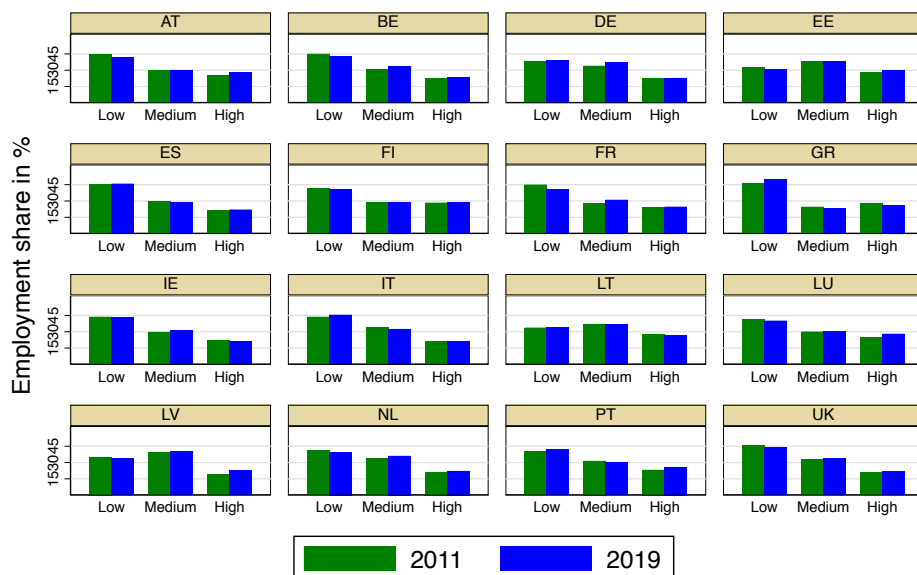 AT BE DE EE
153045
Low Medium High Low Medium High Low Medium High Low Medium High
ES FI FR GR
153045
Low Medium High Low Medium High Low Medium High Low Medium High
IE IT LT LU
153045
Low Medium High Low Medium High Low Medium High Low Medium High
LV NL PT UK
153045
Low Medium High Low Medium High Low Medium High Low Medium High
Employment share in %
2011 2019